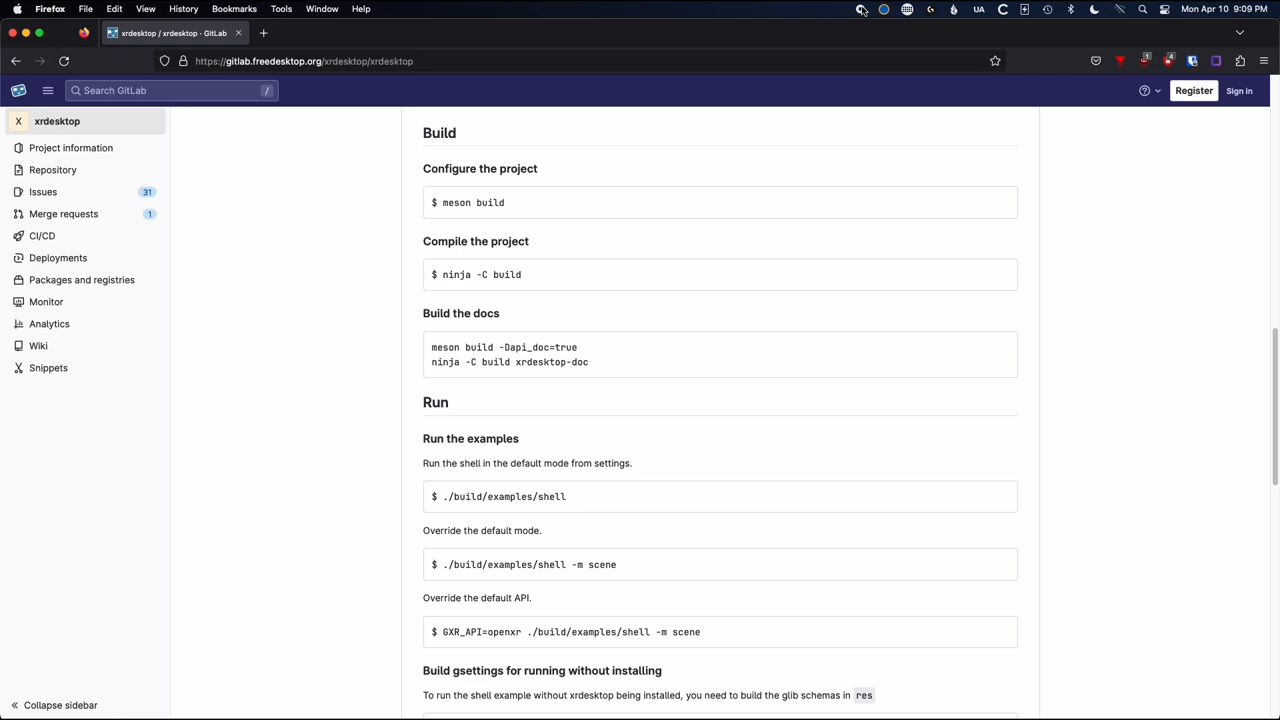 Firefox File Edit View History Bookmarks Tools Window Help UA Mon Apr 10 9:09 PM
xrdesktop / xrdesktop · GitLab
https://gitlab.freedesktop.org/xrdesktop/xrdesktop 1 4
Search GitLab / Register Sign in
X xrdesktop
Project information
Repository
Issues 31
Merge requests 1
CI/CD
Deployments
Packages and registries
Monitor
Analytics
Wiki
Snippets
Collapse sidebar
Build
Configure the project
$ meson build
Compile the project
$ ninja -C build
Build the docs
meson build -Dapi_doc=true
ninja -C build xrdesktop-doc
Run
Run the examples
Run the shell in the default mode from settings.
$ ./build/examples/shell
Override the default mode.
$ ./build/examples/shell -m scene
Override the default API.
$ GXR_API=openxr ./build/examples/shell -m scene
Build gsettings for running without installing
To run the shell example without xrdesktop being installed, you need to build the glib schemas in res